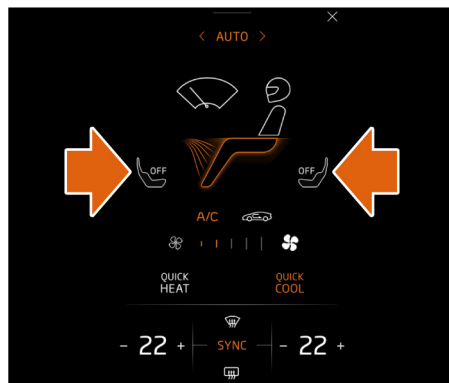 < AUTO >
OFF
OFF
A/C
QUICK
HEAT
QUICK
COOL
- 22 +
SYNC
- 22 +